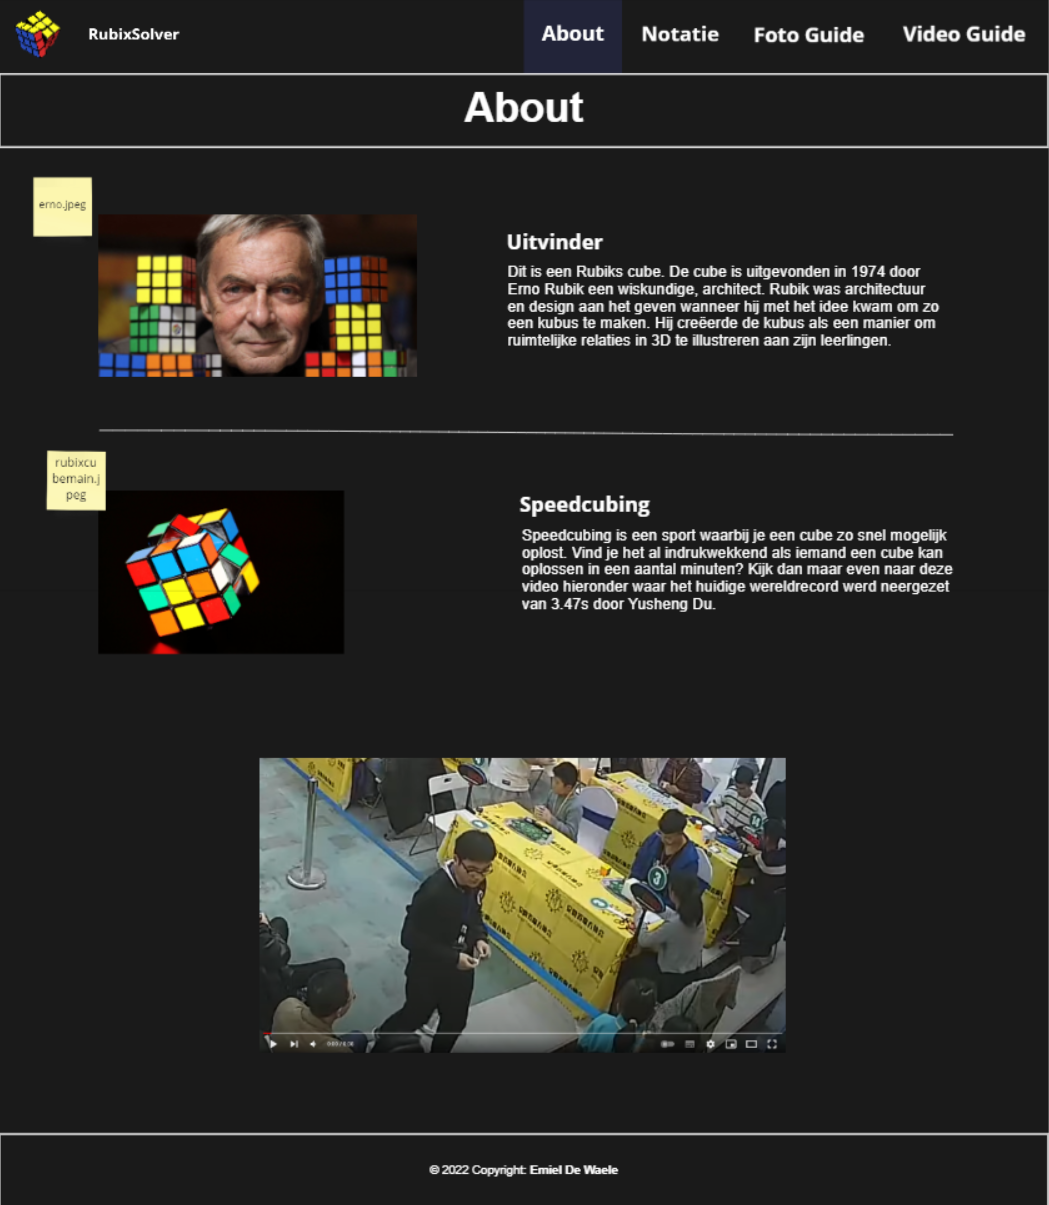 RubixSolver
About
Notatie
Foto Guide
Video Guide
About
erno.jpeg
Uitvinder
Dit is een Rubiks cube. De cube is uitgevonden in 1974 door
Erno Rubik een wiskundige, architect. Rubik was architectuur
en design aan het geven wanneer hij met het idee kwam om zo
een kubus te maken. Hij creëerde de kubus als een manier om
ruimtelijke relaties in 3D te illustreren aan zijn leerlingen.
rubixcu
bemain.j
peg
Speedcubing
Speedcubing is een sport waarbij je een cube zo snel mogelijk
oplost. Vind je het al indrukwekkend als iemand een cube kan
oplossen in een aantal minuten? Kijk dan maar even naar deze
video hieronder waar het huidige wereldrecord werd neergezet
van 3.47s door Yusheng Du.
3
© 2022 Copyright: Emiel De Waele